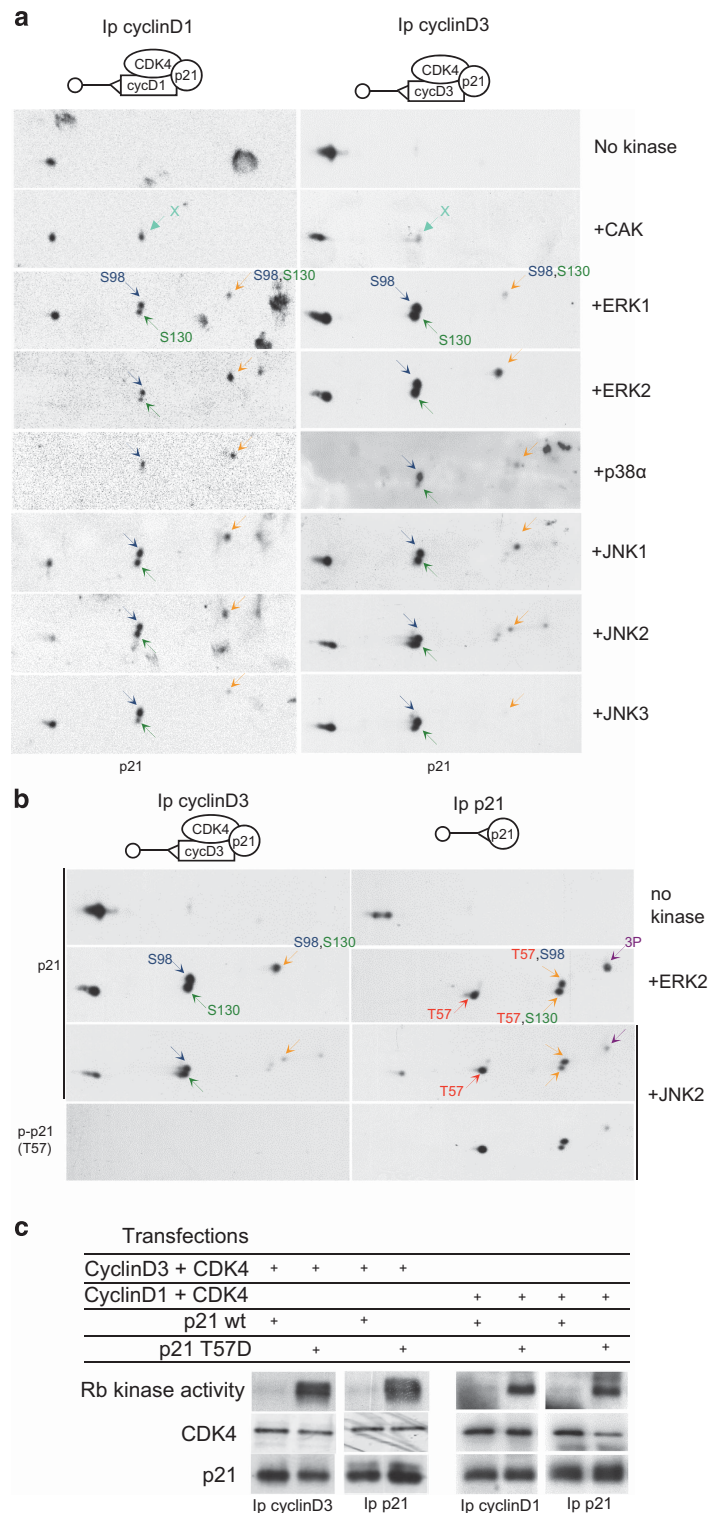 a
Ip cyclinD1
Ip cyclinD3
CDK4
p21
cycD1
CDK4
p21
cycD3
No kinase
X
X
+CAK
S98
S98,S130
S98
S98,S130
S130
S130
+ERK1
+ERK2
+p38α
+JNK1
+JNK2
+JNK3
p21
p21
b
Ip cyclinD3
Ip p21
CDK4
p21
cycD3
p21
no
kinase
p21
S98,S130
S98
S130
T57,S98
3P
T57
T57,S130
+ERK2
T57
+JNK2
p-p21
(T57)
c
Transfections
CyclinD3 + CDK4 + + + +
CyclinD1 + CDK4 + + + +
p21 wt + + + +
p21 T57D + + + +
Rb kinase activity
CDK4
p21
Ip cyclinD3 Ip p21 Ip cyclinD1 Ip p21